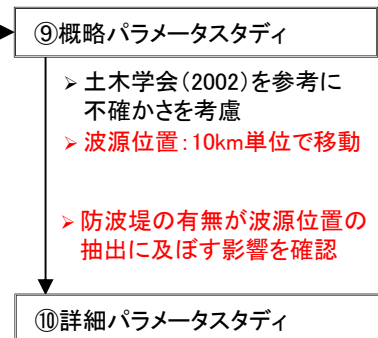 ⑨概略パラメータスタディ
➢ 土木学会(2002)を参考に
不確かさを考慮
➢ 波源位置:10km単位で移動
➢ 防波堤の有無が波源位置の
抽出に及ぼす影響を確認
⑩詳細パラメータスタディ